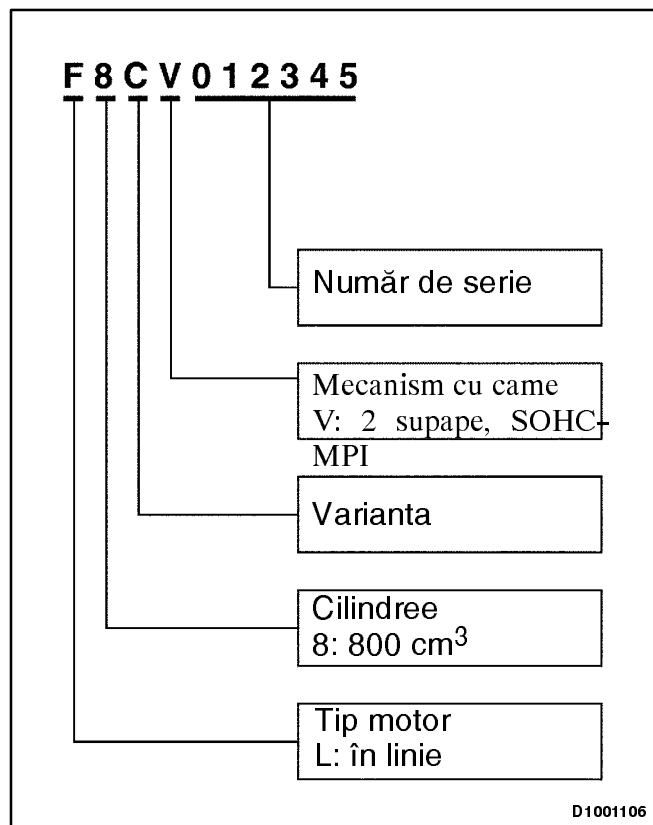 F8CV012345
Număr de serie
Mecanism cu came
V: 2 supape, SOHC-
MPI
Varianta
Cilindree
8: 800 cm³
Tip motor
L: în linie
D1001106